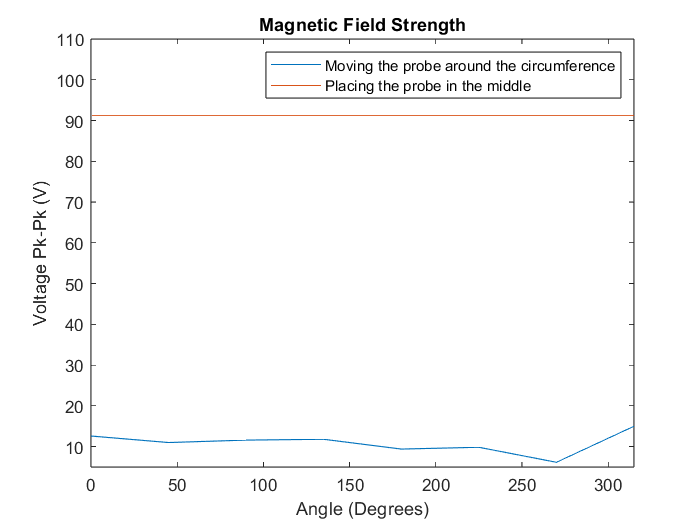 Magnetic Field Strength
Moving the probe around the circumference
Placing the probe in the middle
Voltage Pk-Pk (V)
110
100
90
80
70
60
50
40
30
20
10
0 50 100 150 200 250 300
Angle (Degrees)